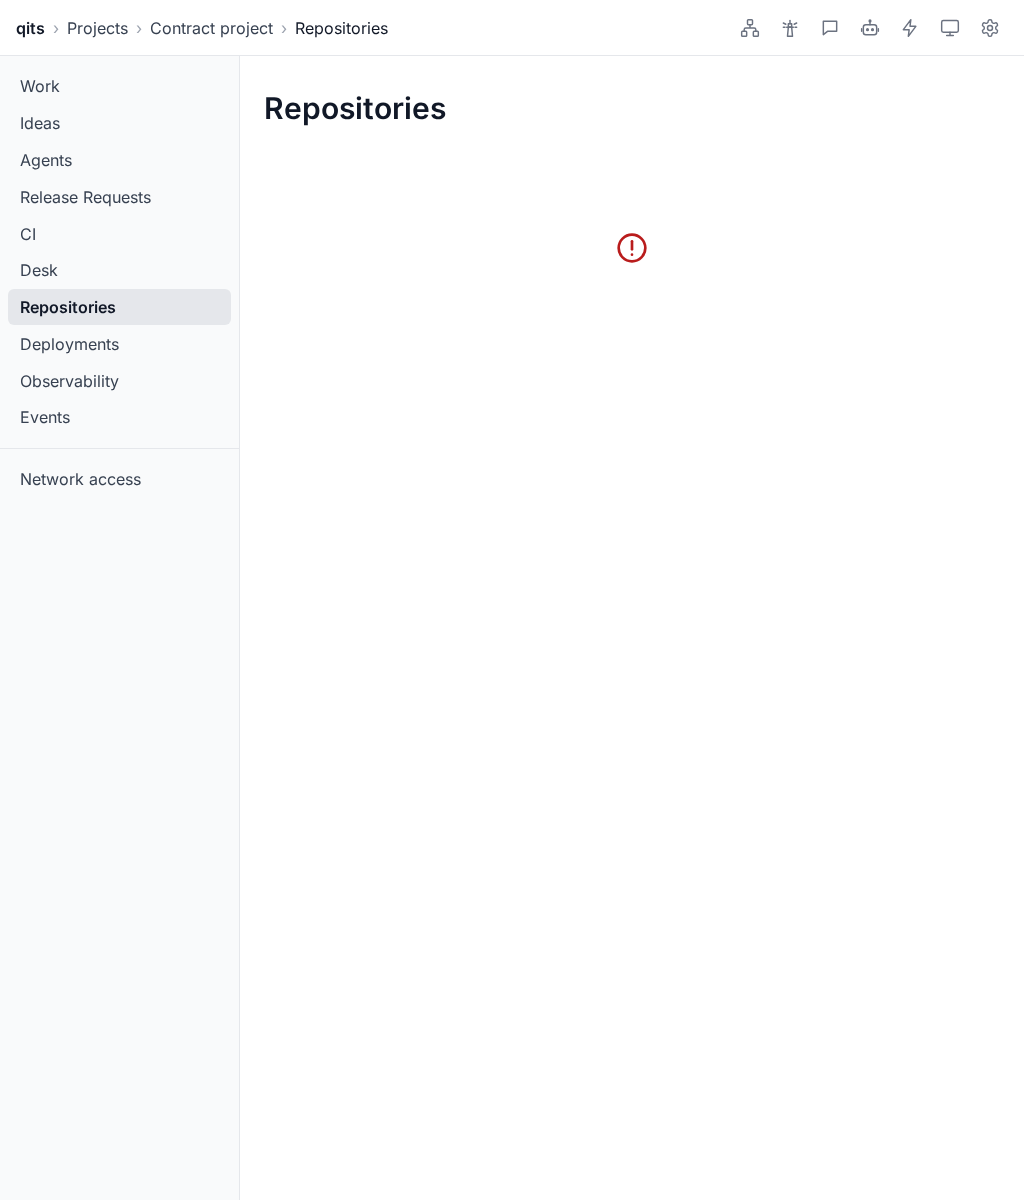 qits › Projects › Contract project › Repositories
Work
Ideas
Agents
Release Requests
CI
Desk
Repositories
Deployments
Observability
Events
Network access
Repositories